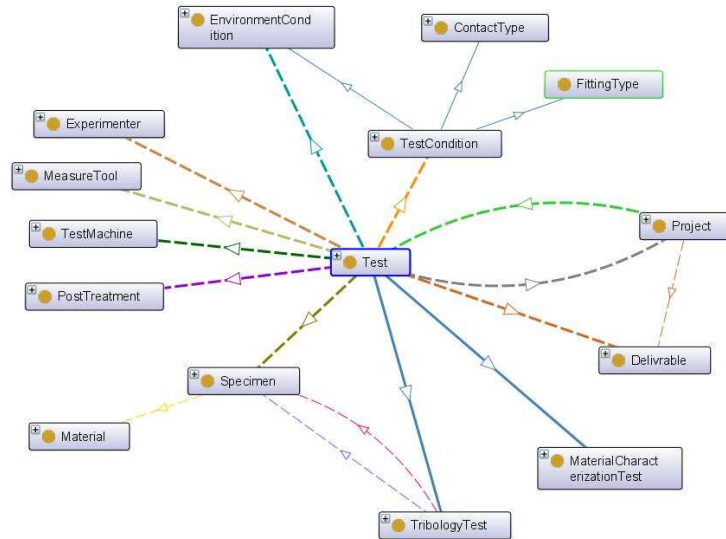 EnvironmentCond
ition
ContactType
FittingType
Experimenter
TestCondition
MeasureTool
Project
TestMachine
Test
PostTreatment
Delivrable
Specimen
Material
MaterialCharact
erizationTest
TribologyTest